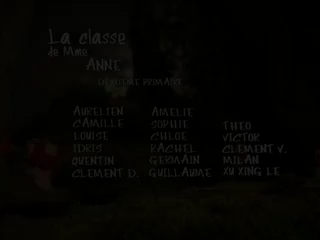 La classe
de Mme
ANNE
AURELIEN
CAMILLE
LOUISE
IDRIS
QUENTIN
CLEMENT D.
AMELIE
SOPHIE
CHLOE
RACHEL
GERMAIN
GUILLAUME
THEO
VICTOR
CLEMENT V.
MILAN
XU XING LE